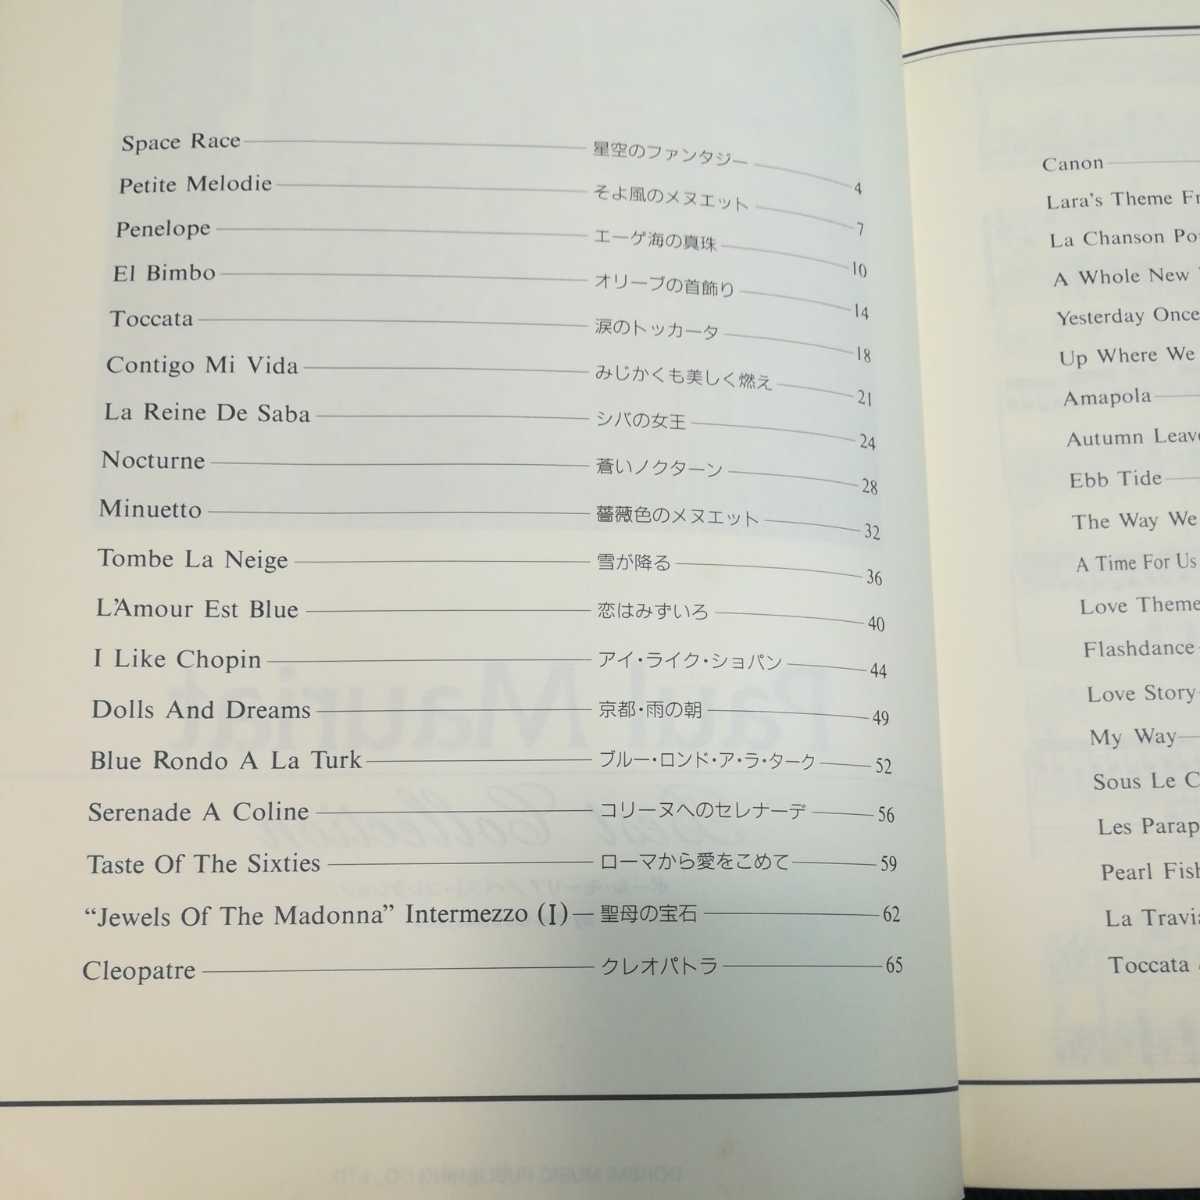 Space Race 星空のファンタジー 4
Petite Melodie そよ風のメヌエット 7
Penelope エーゲ海の真珠 10
El Bimbo オリーブの首飾り 14
Toccata 涙のトッカータ 18
Contigo Mi Vida みじかくも美しく燃え 21
La Reine De Saba シバの女王 24
Nocturne 蒼いノクターン 28
Minuetto 薔薇色のメヌエット 32
Tombe La Neige 雪が降る 36
L'Amour Est Blue 恋はみずいろ 40
I Like Chopin アイ・ライク・ショパン 44
Dolls And Dreams 京都・雨の朝 49
Blue Rondo A La Turk ブルー・ロンド・ア・ラ・ターク 52
Serenade A Coline コリーヌへのセレナーデ 56
Taste Of The Sixties ローマから愛をこめて 59
“Jewels Of The Madonna” Intermezzo (I) 聖母の宝石 62
Cleopatre クレオパトラ 65
Canon
Lara's Theme
La Chanson
A Whole New
Yesterday Once
Up Where We
Amapola
Autumn
Ebb Tide
The Way We
A Time For Us
Love Theme
Flashdance
Love Story
My Way
Sous Le
Les
Pearl
La
Toccata